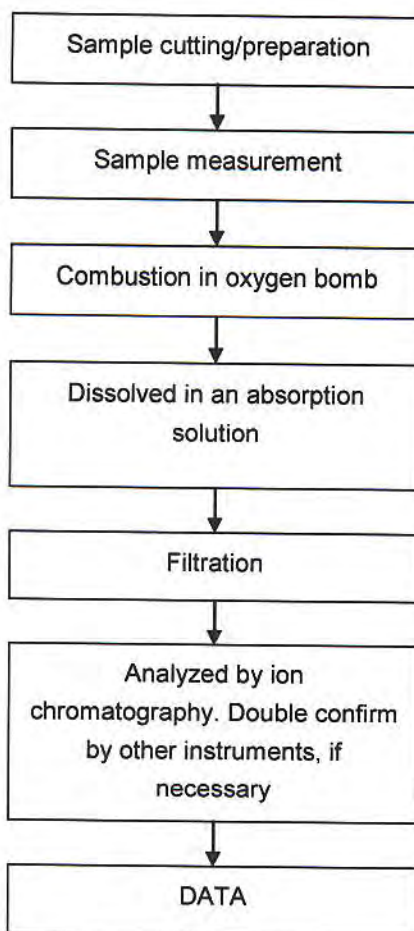 Sample cutting/preparation
Sample measurement
Combustion in oxygen bomb
Dissolved in an absorption
solution
Filtration
Analyzed by ion
chromatography. Double confirm
by other instruments, if
necessary
DATA